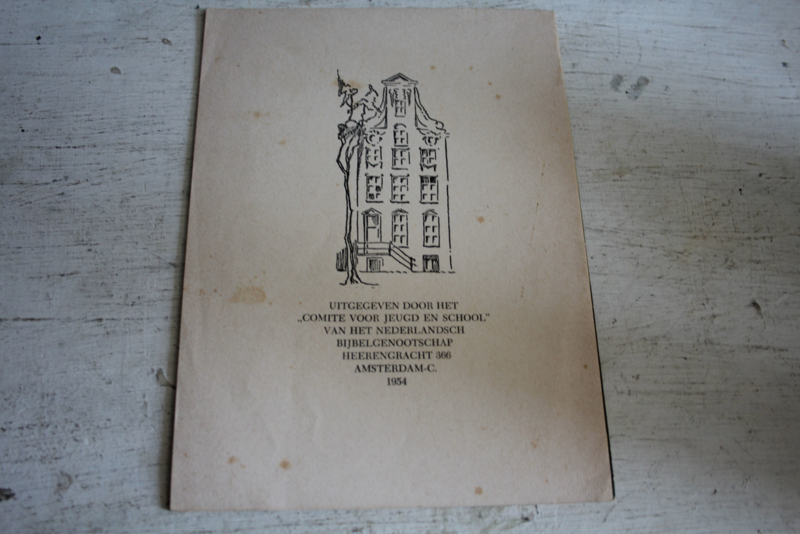 UITGEGEVEN DOOR HET
„COMITE VOOR JEUGD EN SCHOOL”
VAN HET NEDERLANDSCH
BIJBELGENOOTSCHAP
HEERENGRACHT 366
AMSTERDAM-C.
1954